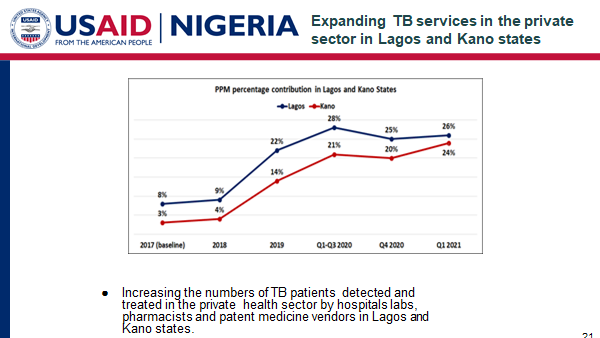 USAID
FROM THE AMERICAN PEOPLE
NIGERIA
Expanding TB services in the private
sector in Lagos and Kano states
PPM percentage contribution in Lagos and Kano States
Lagos Kano
28%
26%
25%
22%
21%
24%
20%
14%
8%
9%
3%
4%
2017 (baseline) 2018 2019 Q1-Q3 2020 Q4 2020 Q1 2021
● Increasing the numbers of TB patients detected and
treated in the private health sector by hospitals labs,
pharmacists and patent medicine vendors in Lagos and
Kano states.
21